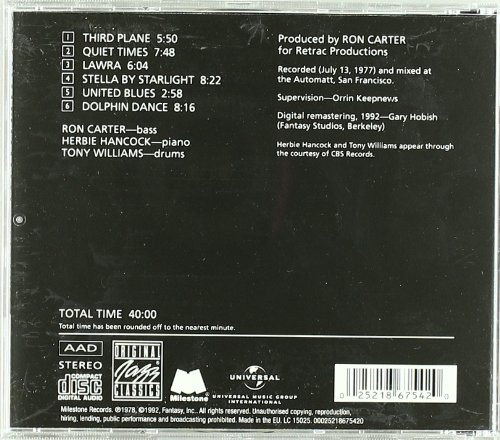 1 THIRD PLANE 5:50
2 QUIET TIMES 7:48
3 LAWRA 6:04
4 STELLA BY STARLIGHT 8:22
5 UNITED BLUES 2:58
6 DOLPHIN DANCE 8:16
RON CARTER—bass
HERBIE HANCOCK—piano
TONY WILLIAMS—drums
Produced by RON CARTER
for Retrac Productions
Recorded (July 13, 1977) and mixed at
the Automatt, San Francisco.
Supervision—Orrin Keepnews
Digital remastering, 1992—Gary Hobish
(Fantasy Studios, Berkeley)
Herbie Hancock and Tony Williams appear through
the courtesy of CBS Records.
TOTAL TIME 40:00
Total time has been rounded off to the nearest minute.
AAD
STEREO
COMPACT
disc
DIGITAL AUDIO
ORIGINAL
Jazz
CLASSICS
Milestone
UNIVERSAL
UNIVERSAL MUSIC GROUP
INTERNATIONAL
0 25218 67542 0
Milestone Records. ℗1978, ©1992, Fantasy, Inc. All rights reserved. Unauthorised copying, reproduction,
hiring, lending, public performance and broadcasting prohibited. Made in the EU. LC 15025. 00025218675420